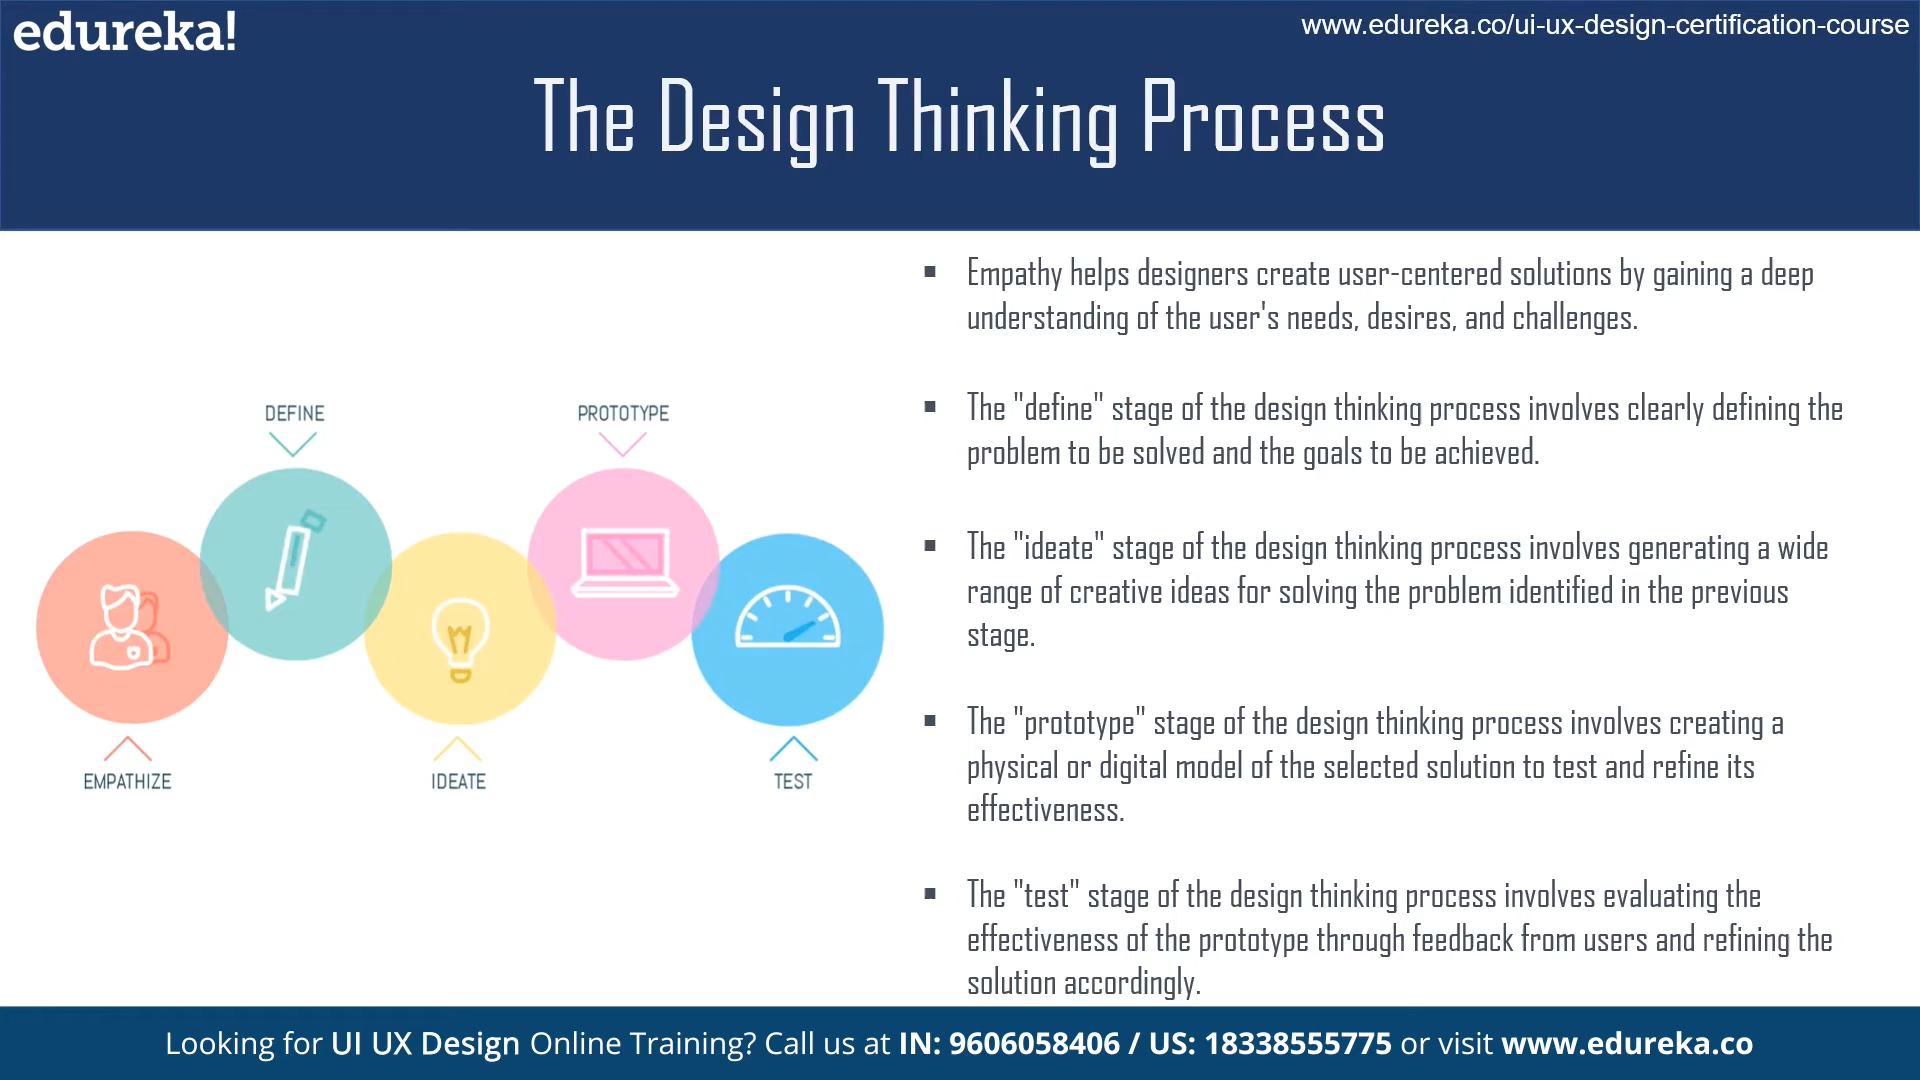 edureka!
www.edureka.co/ui-ux-design-certification-course
The Design Thinking Process
DEFINE
PROTOTYPE
EMPATHIZE
IDEATE
TEST
▪ Empathy helps designers create user-centered solutions by gaining a deep
understanding of the user's needs, desires, and challenges.
▪ The "define" stage of the design thinking process involves clearly defining the
problem to be solved and the goals to be achieved.
▪ The "ideate" stage of the design thinking process involves generating a wide
range of creative ideas for solving the problem identified in the previous
stage.
▪ The "prototype" stage of the design thinking process involves creating a
physical or digital model of the selected solution to test and refine its
effectiveness.
▪ The "test" stage of the design thinking process involves evaluating the
effectiveness of the prototype through feedback from users and refining the
solution accordingly.
Looking for UI UX Design Online Training? Call us at IN: 9606058406 / US: 18338555775 or visit www.edureka.co